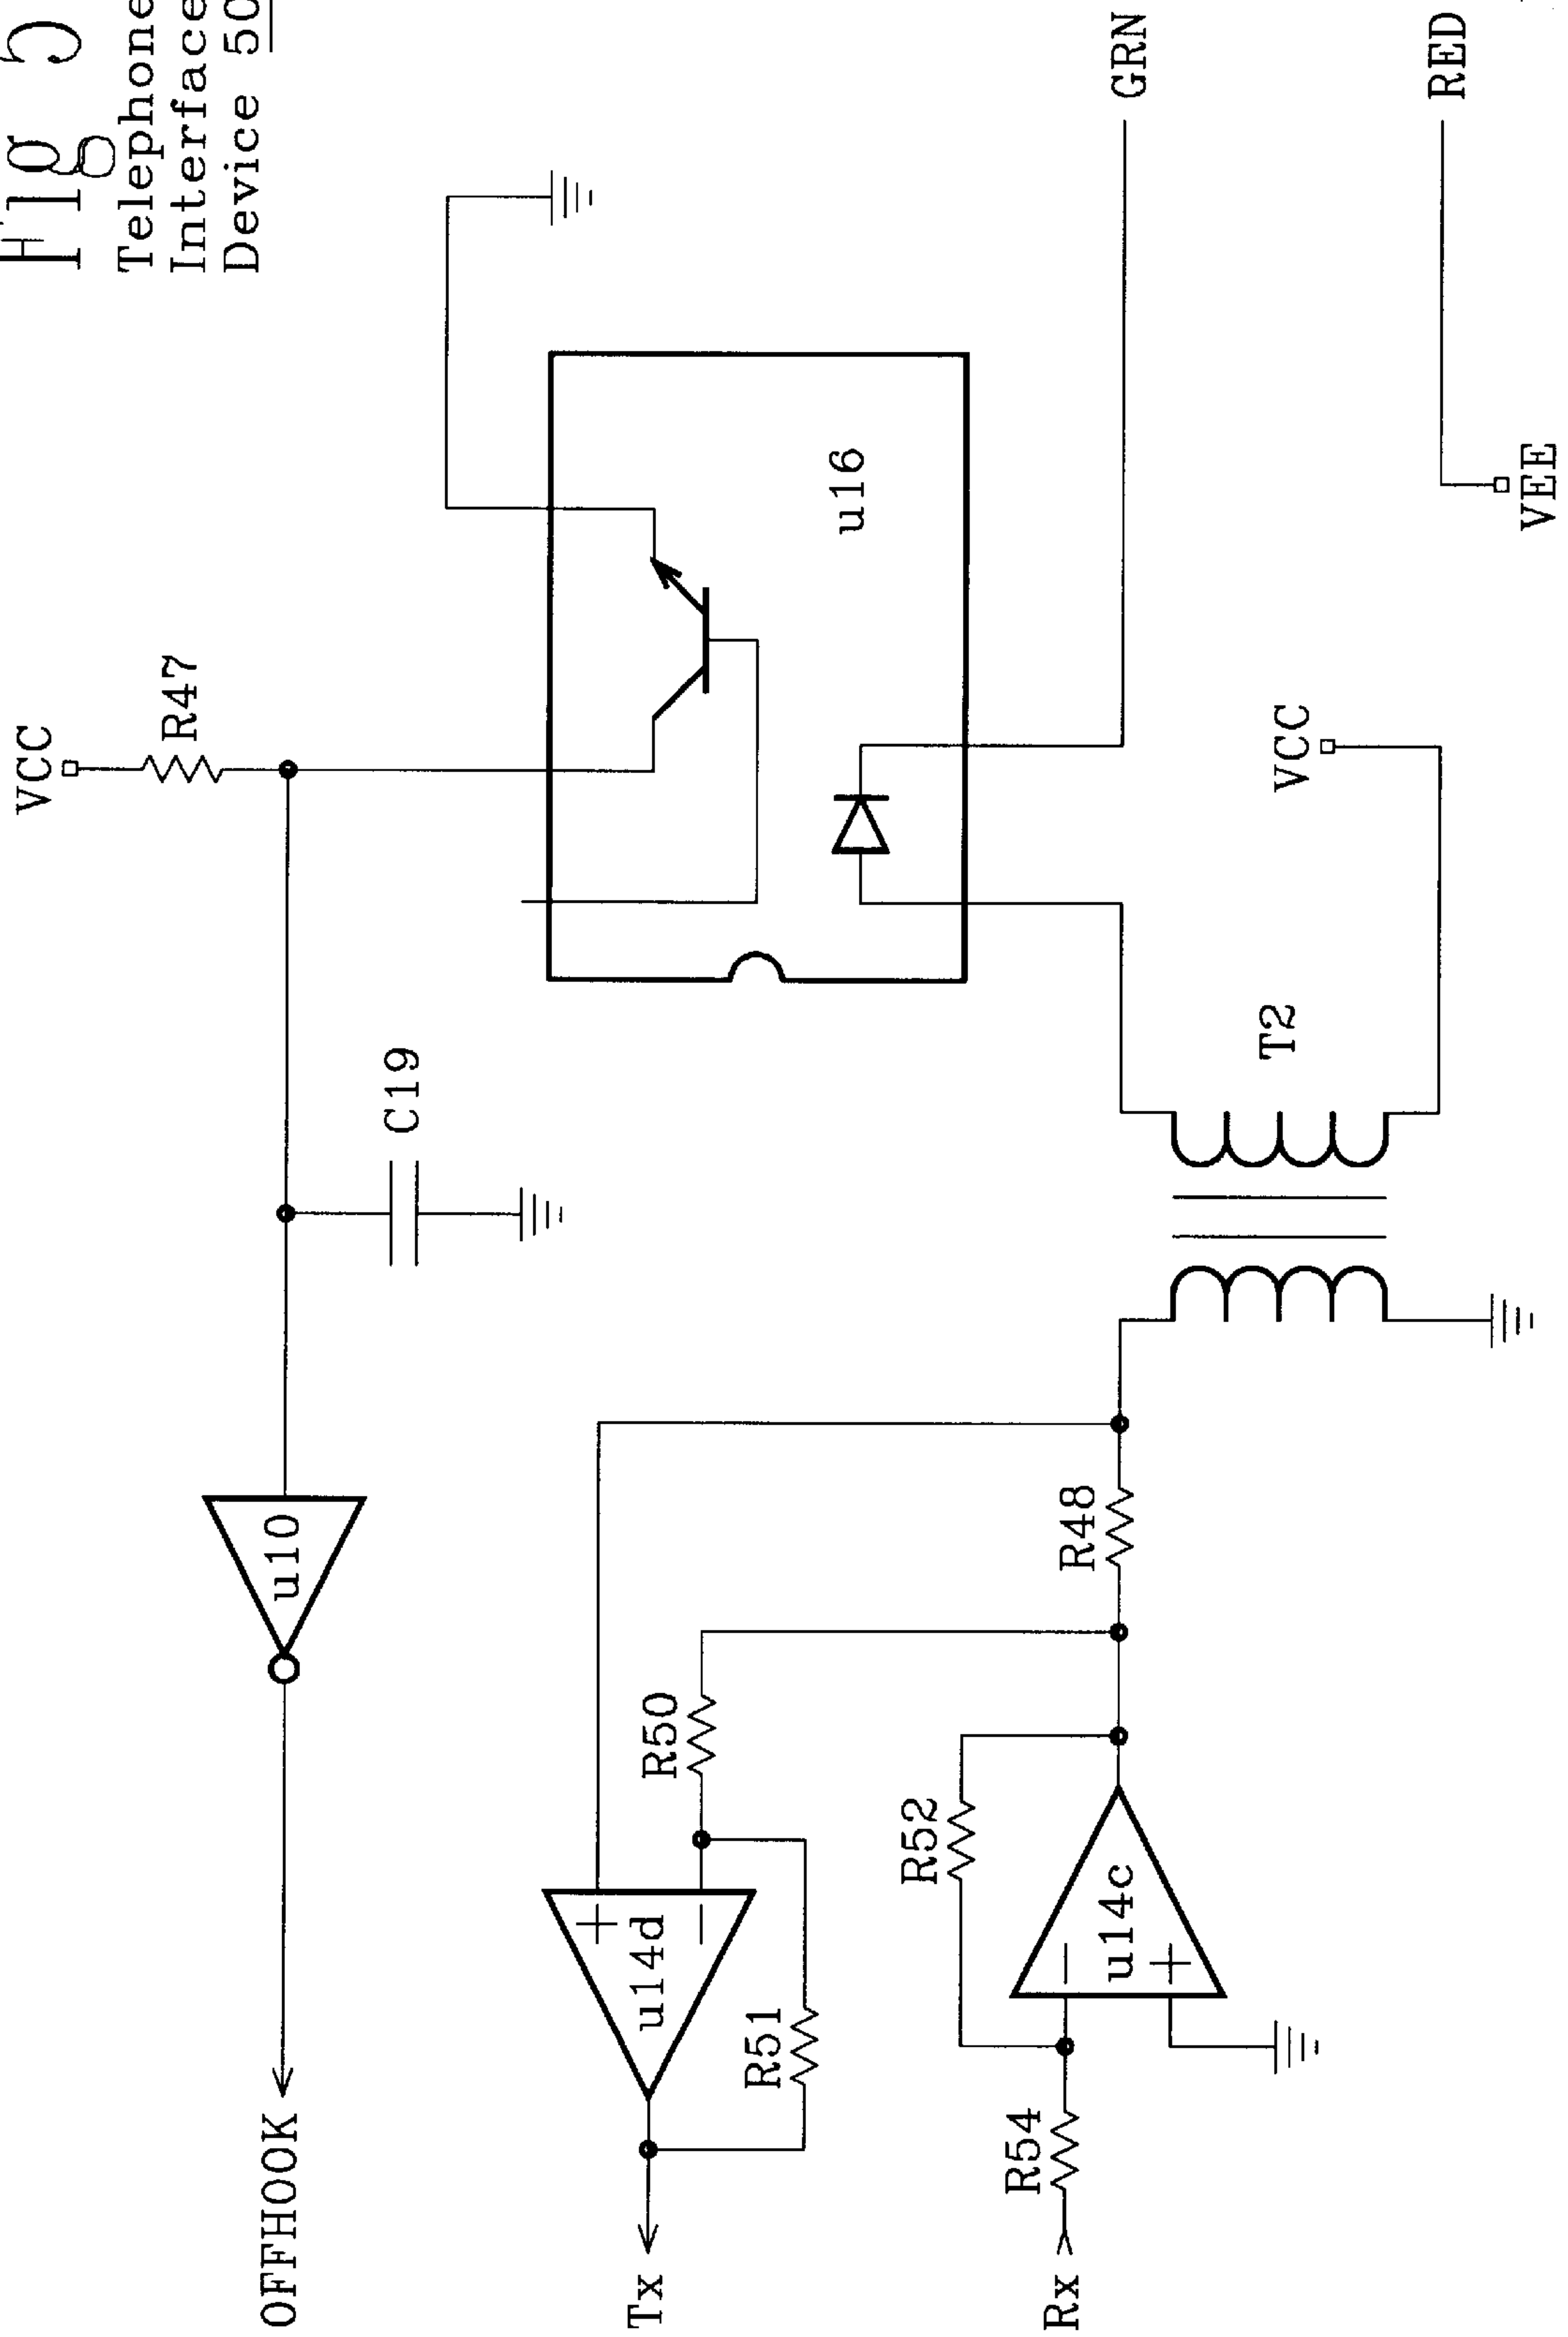 Fig 5
Telephone
Interface
Device 50
OFFHOOK
u10
C19
VCC
R47
Tx
u14d
+
−
R50
R51
u16
Rx
R54
R52
u14c
−
+
R48
T2
VCC
GRN
VEE
RED